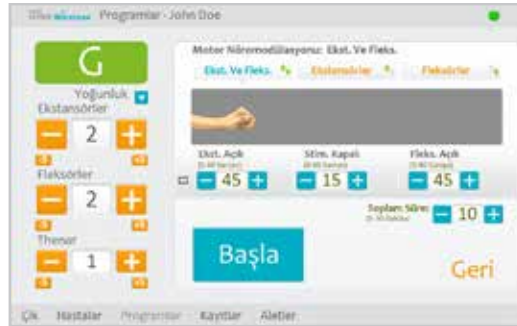 Programlar - John Doe
G
Yoğunluk
Ekstansörler
2
Fleksörler
2
Thenar
1
Motor Nöromodülasyonu: Ekst. Ve Fleks.
Ekst. Ve Fleks.
Ekstansörler
Fleksörler
Ekst. Açık
Stim. Kapalı
Fleks. Açık
45
15
45
Toplam Süre:
10
Başla
Geri
Çık
Hastalar
Programlar
Kayıtlar
Aletler